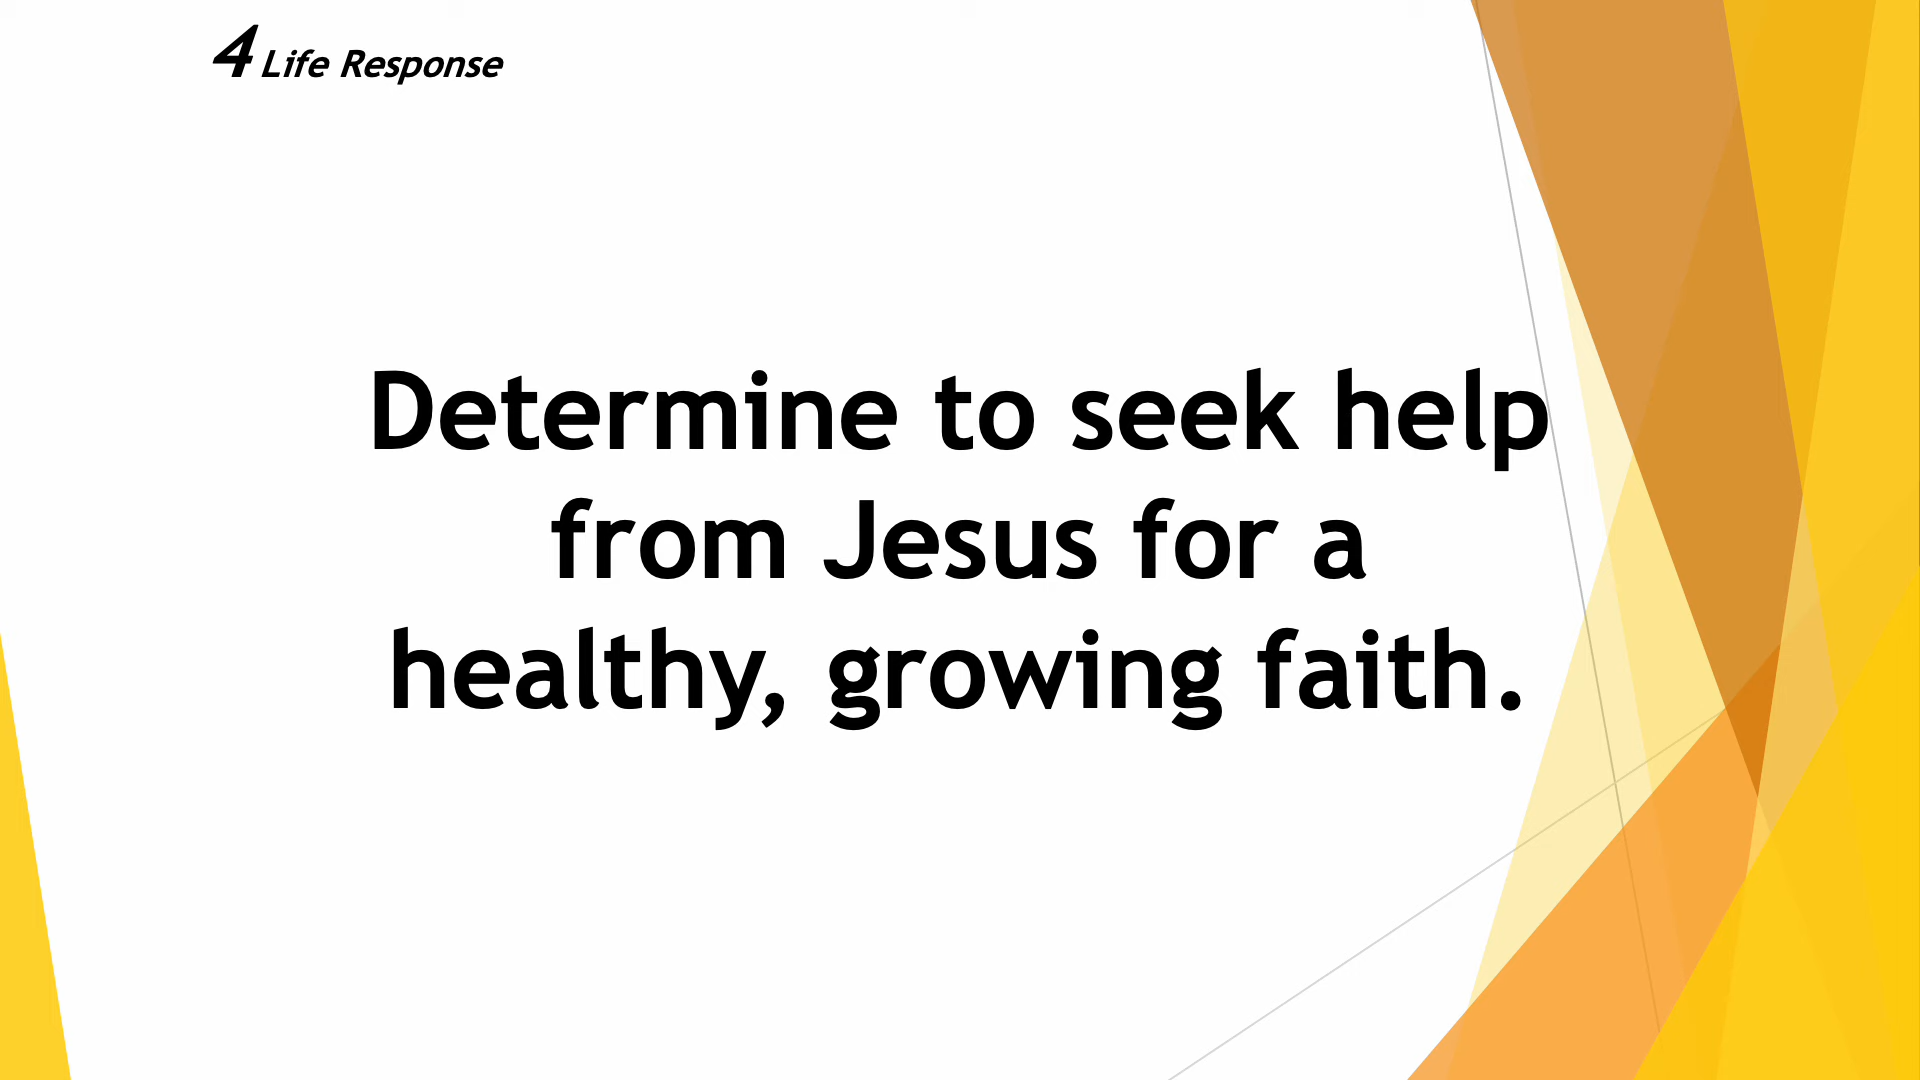 4 Life Response
Determine to seek help
from Jesus for a
healthy, growing faith.